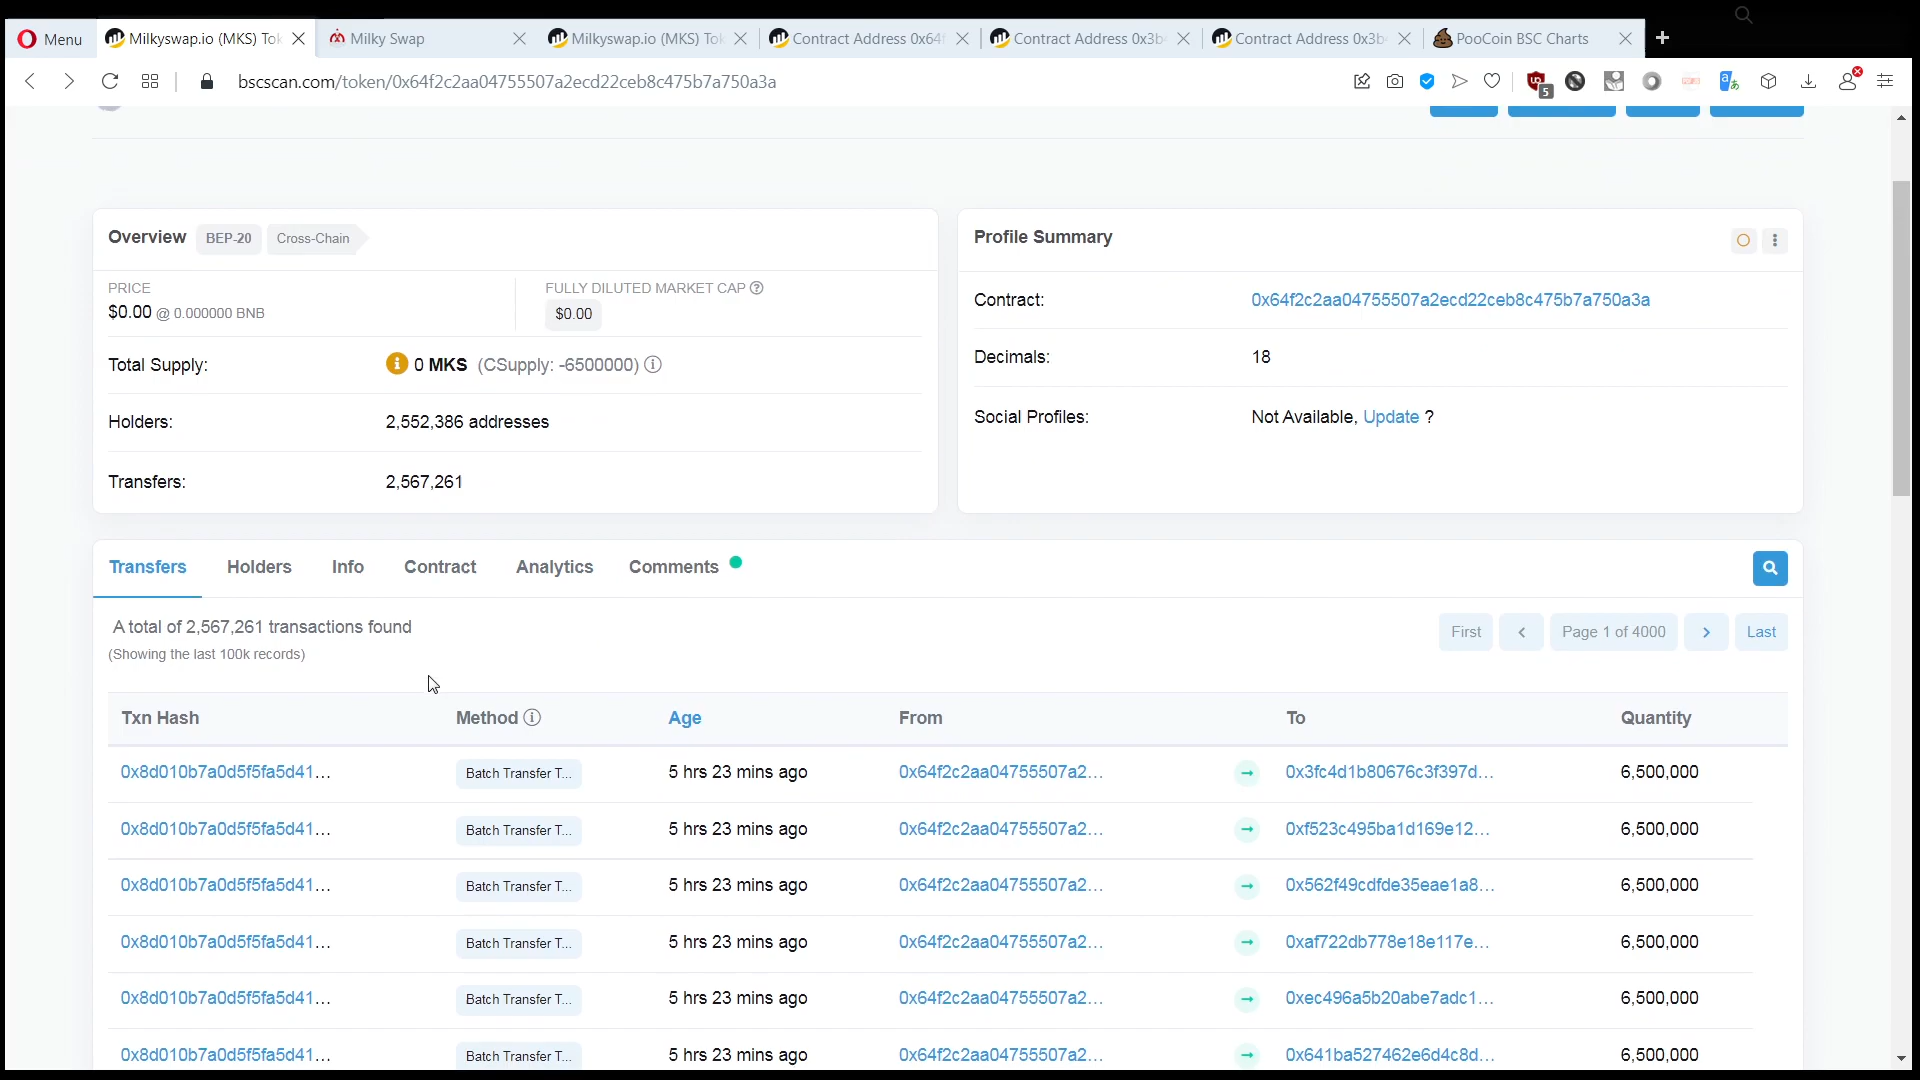 Menu
Milkyswap.io (MKS) Tok
Milky Swap
Milkyswap.io (MKS) Tok
Contract Address 0x64f
Contract Address 0x3b
Contract Address 0x3b
PooCoin BSC Charts
bscscan.com/token/0x64f2c2aa04755507a2ecd22ceb8c475b7a750a3a
5
Overview
BEP-20
Cross-Chain
PRICE
$0.00 @ 0.000000 BNB
FULLY DILUTED MARKET CAP
$0.00
Total Supply:
0 MKS (CSupply: -6500000)
Holders:
2,552,386 addresses
Transfers:
2,567,261
Profile Summary
Contract:
0x64f2c2aa04755507a2ecd22ceb8c475b7a750a3a
Decimals:
18
Social Profiles:
Not Available, Update ?
Transfers
Holders
Info
Contract
Analytics
Comments
A total of 2,567,261 transactions found
(Showing the last 100k records)
First
Page 1 of 4000
Last
Txn Hash Method Age From To Quantity
0x8d010b7a0d5f5fa5d41... Batch Transfer T... 5 hrs 23 mins ago 0x64f2c2aa04755507a2... 0x3fc4d1b80676c3f397d... 6,500,000
0x8d010b7a0d5f5fa5d41... Batch Transfer T... 5 hrs 23 mins ago 0x64f2c2aa04755507a2... 0xf523c495ba1d169e12... 6,500,000
0x8d010b7a0d5f5fa5d41... Batch Transfer T... 5 hrs 23 mins ago 0x64f2c2aa04755507a2... 0x562f49cdfde35eae1a8... 6,500,000
0x8d010b7a0d5f5fa5d41... Batch Transfer T... 5 hrs 23 mins ago 0x64f2c2aa04755507a2... 0xaf722db778e18e117e... 6,500,000
0x8d010b7a0d5f5fa5d41... Batch Transfer T... 5 hrs 23 mins ago 0x64f2c2aa04755507a2... 0xec496a5b20abe7adc1... 6,500,000
0x8d010b7a0d5f5fa5d41... Batch Transfer T... 5 hrs 23 mins ago 0x64f2c2aa04755507a2... 0x641ba527462e6d4c8d... 6,500,000